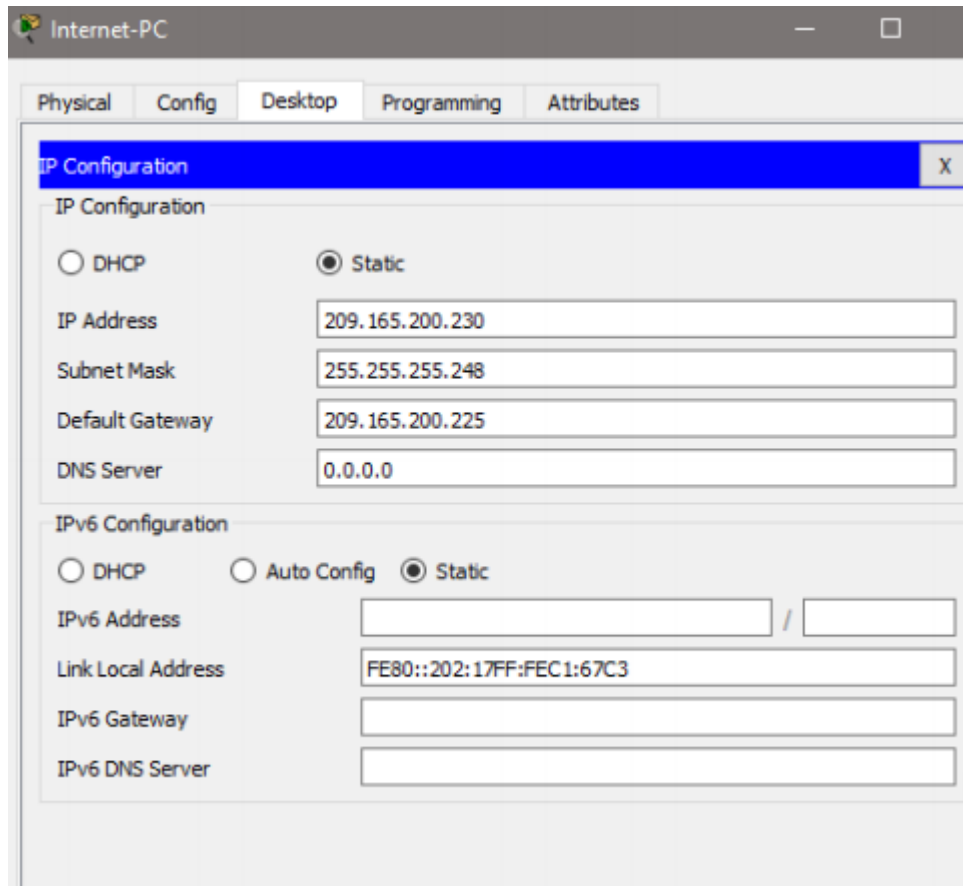 Internet-PC
Physical Config Desktop Programming Attributes
IP Configuration X
IP Configuration
DHCP Static
IP Address 209.165.200.230
Subnet Mask 255.255.255.248
Default Gateway 209.165.200.225
DNS Server 0.0.0.0
IPv6 Configuration
DHCP Auto Config Static
IPv6 Address /
Link Local Address FE80::202:17FF:FEC1:67C3
IPv6 Gateway
IPv6 DNS Server